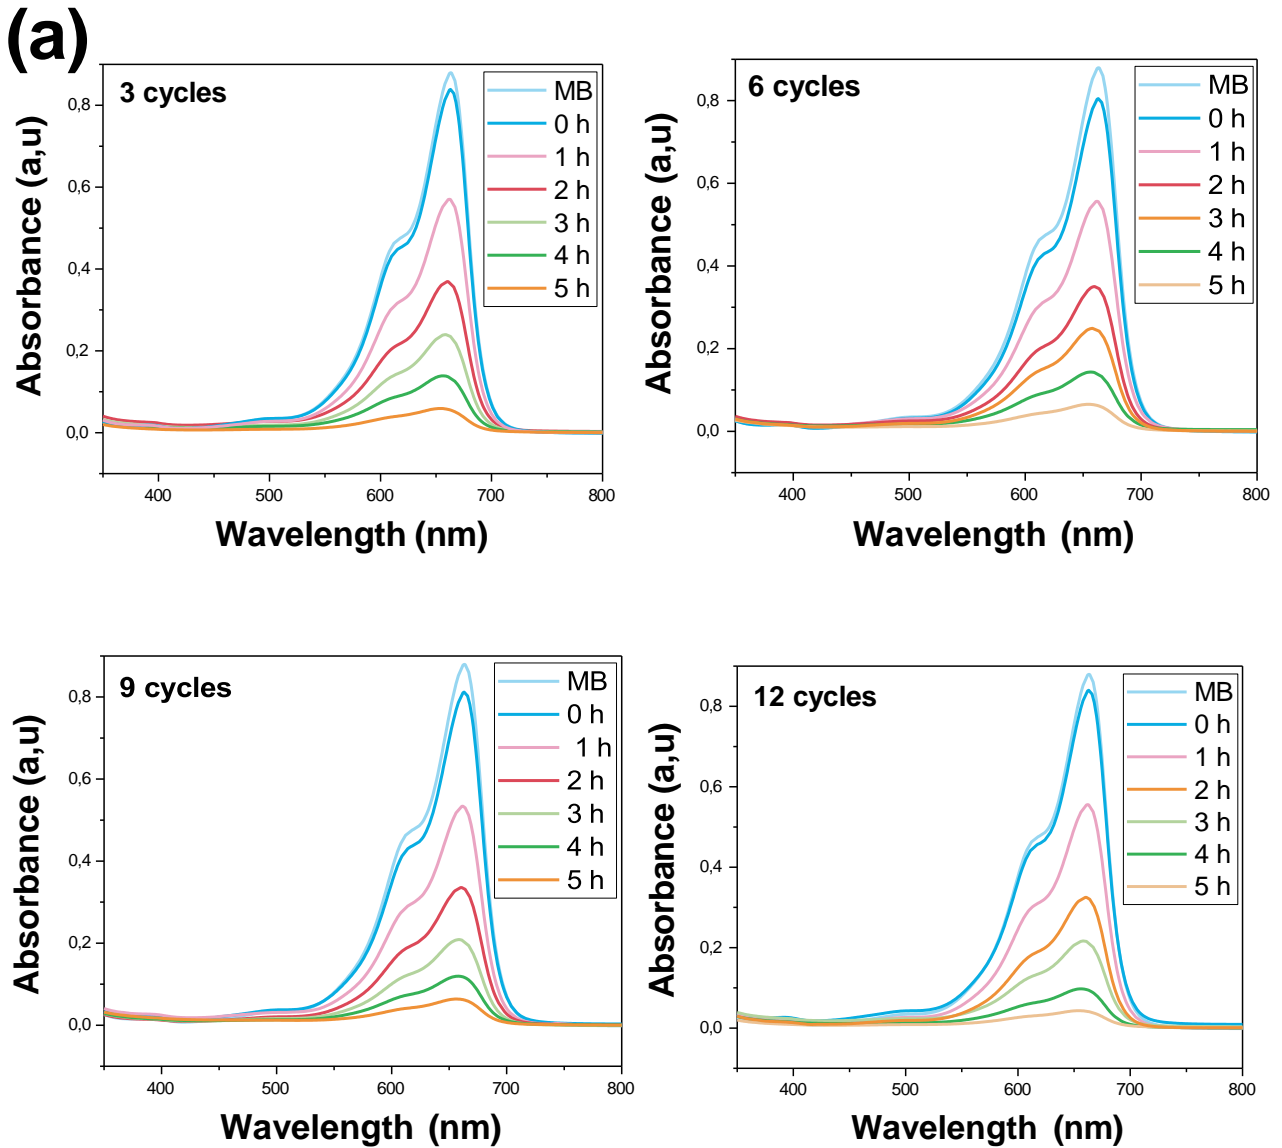 (a)
3 cycles
MB
0 h
1 h
2 h
3 h
4 h
5 h
0,8
0,6
0,4
0,2
0,0
Absorbance (a,u)
400 500 600 700 800
Wavelength (nm)
6 cycles
MB
0 h
1 h
2 h
3 h
4 h
5 h
0,8
0,6
0,4
0,2
0,0
Absorbance (a,u)
400 500 600 700 800
Wavelength (nm)
9 cycles
MB
0 h
1 h
2 h
3 h
4 h
5 h
0,8
0,6
0,4
0,2
0,0
Absorbance (a,u)
400 500 600 700 800
Wavelength (nm)
12 cycles
MB
0 h
1 h
2 h
3 h
4 h
5 h
0,8
0,6
0,4
0,2
0,0
Absorbance (a,u)
400 500 600 700 800
Wavelength (nm)